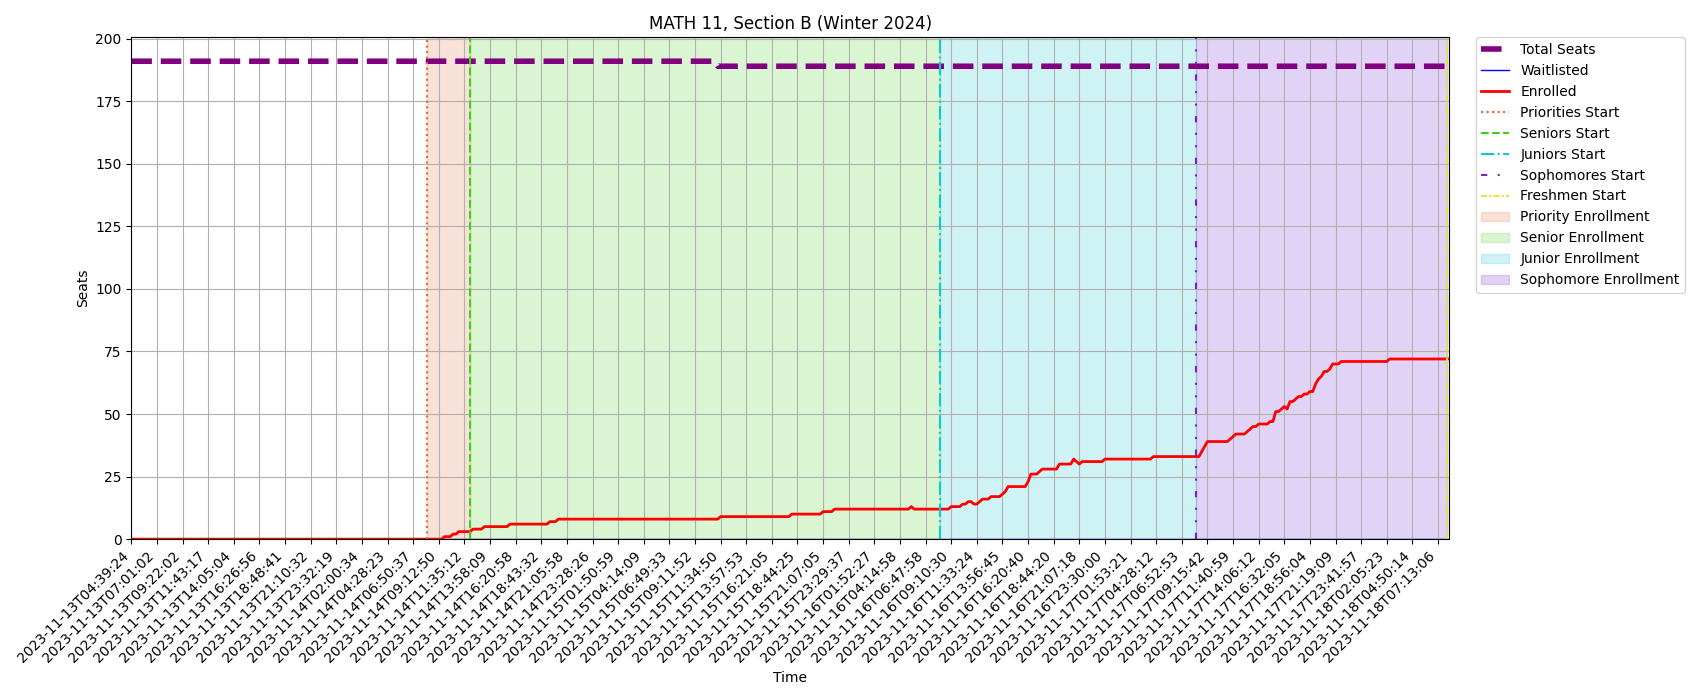 MATH 11, Section B (Winter 2024)
Seats
200
175
150
125
100
75
50
25
0
2023-11-13T04:39:24
2023-11-13T07:01:02
2023-11-13T09:22:02
2023-11-13T11:43:17
2023-11-13T14:05:04
2023-11-13T16:26:56
2023-11-13T18:48:41
2023-11-13T21:10:32
2023-11-13T23:32:19
2023-11-14T02:00:34
2023-11-14T04:28:23
2023-11-14T06:50:37
2023-11-14T09:12:50
2023-11-14T11:35:12
2023-11-14T13:58:09
2023-11-14T16:20:58
2023-11-14T18:43:32
2023-11-14T21:05:58
2023-11-14T23:28:26
2023-11-15T01:50:59
2023-11-15T04:14:09
2023-11-15T06:49:33
2023-11-15T09:11:52
2023-11-15T11:34:50
2023-11-15T13:57:53
2023-11-15T16:21:05
2023-11-15T18:44:25
2023-11-15T21:07:05
2023-11-15T23:29:37
2023-11-16T01:52:27
2023-11-16T04:14:58
2023-11-16T06:47:58
2023-11-16T09:10:30
2023-11-16T11:33:24
2023-11-16T13:56:45
2023-11-16T16:20:40
2023-11-16T18:44:20
2023-11-16T21:07:18
2023-11-16T23:30:00
2023-11-17T01:53:21
2023-11-17T04:28:12
2023-11-17T06:52:53
2023-11-17T09:15:42
2023-11-17T11:40:59
2023-11-17T14:06:12
2023-11-17T16:32:05
2023-11-17T18:56:04
2023-11-17T21:19:09
2023-11-17T23:41:57
2023-11-18T02:05:23
2023-11-18T04:50:14
2023-11-18T07:13:06
Time
Total Seats
Waitlisted
Enrolled
Priorities Start
Seniors Start
Juniors Start
Sophomores Start
Freshmen Start
Priority Enrollment
Senior Enrollment
Junior Enrollment
Sophomore Enrollment